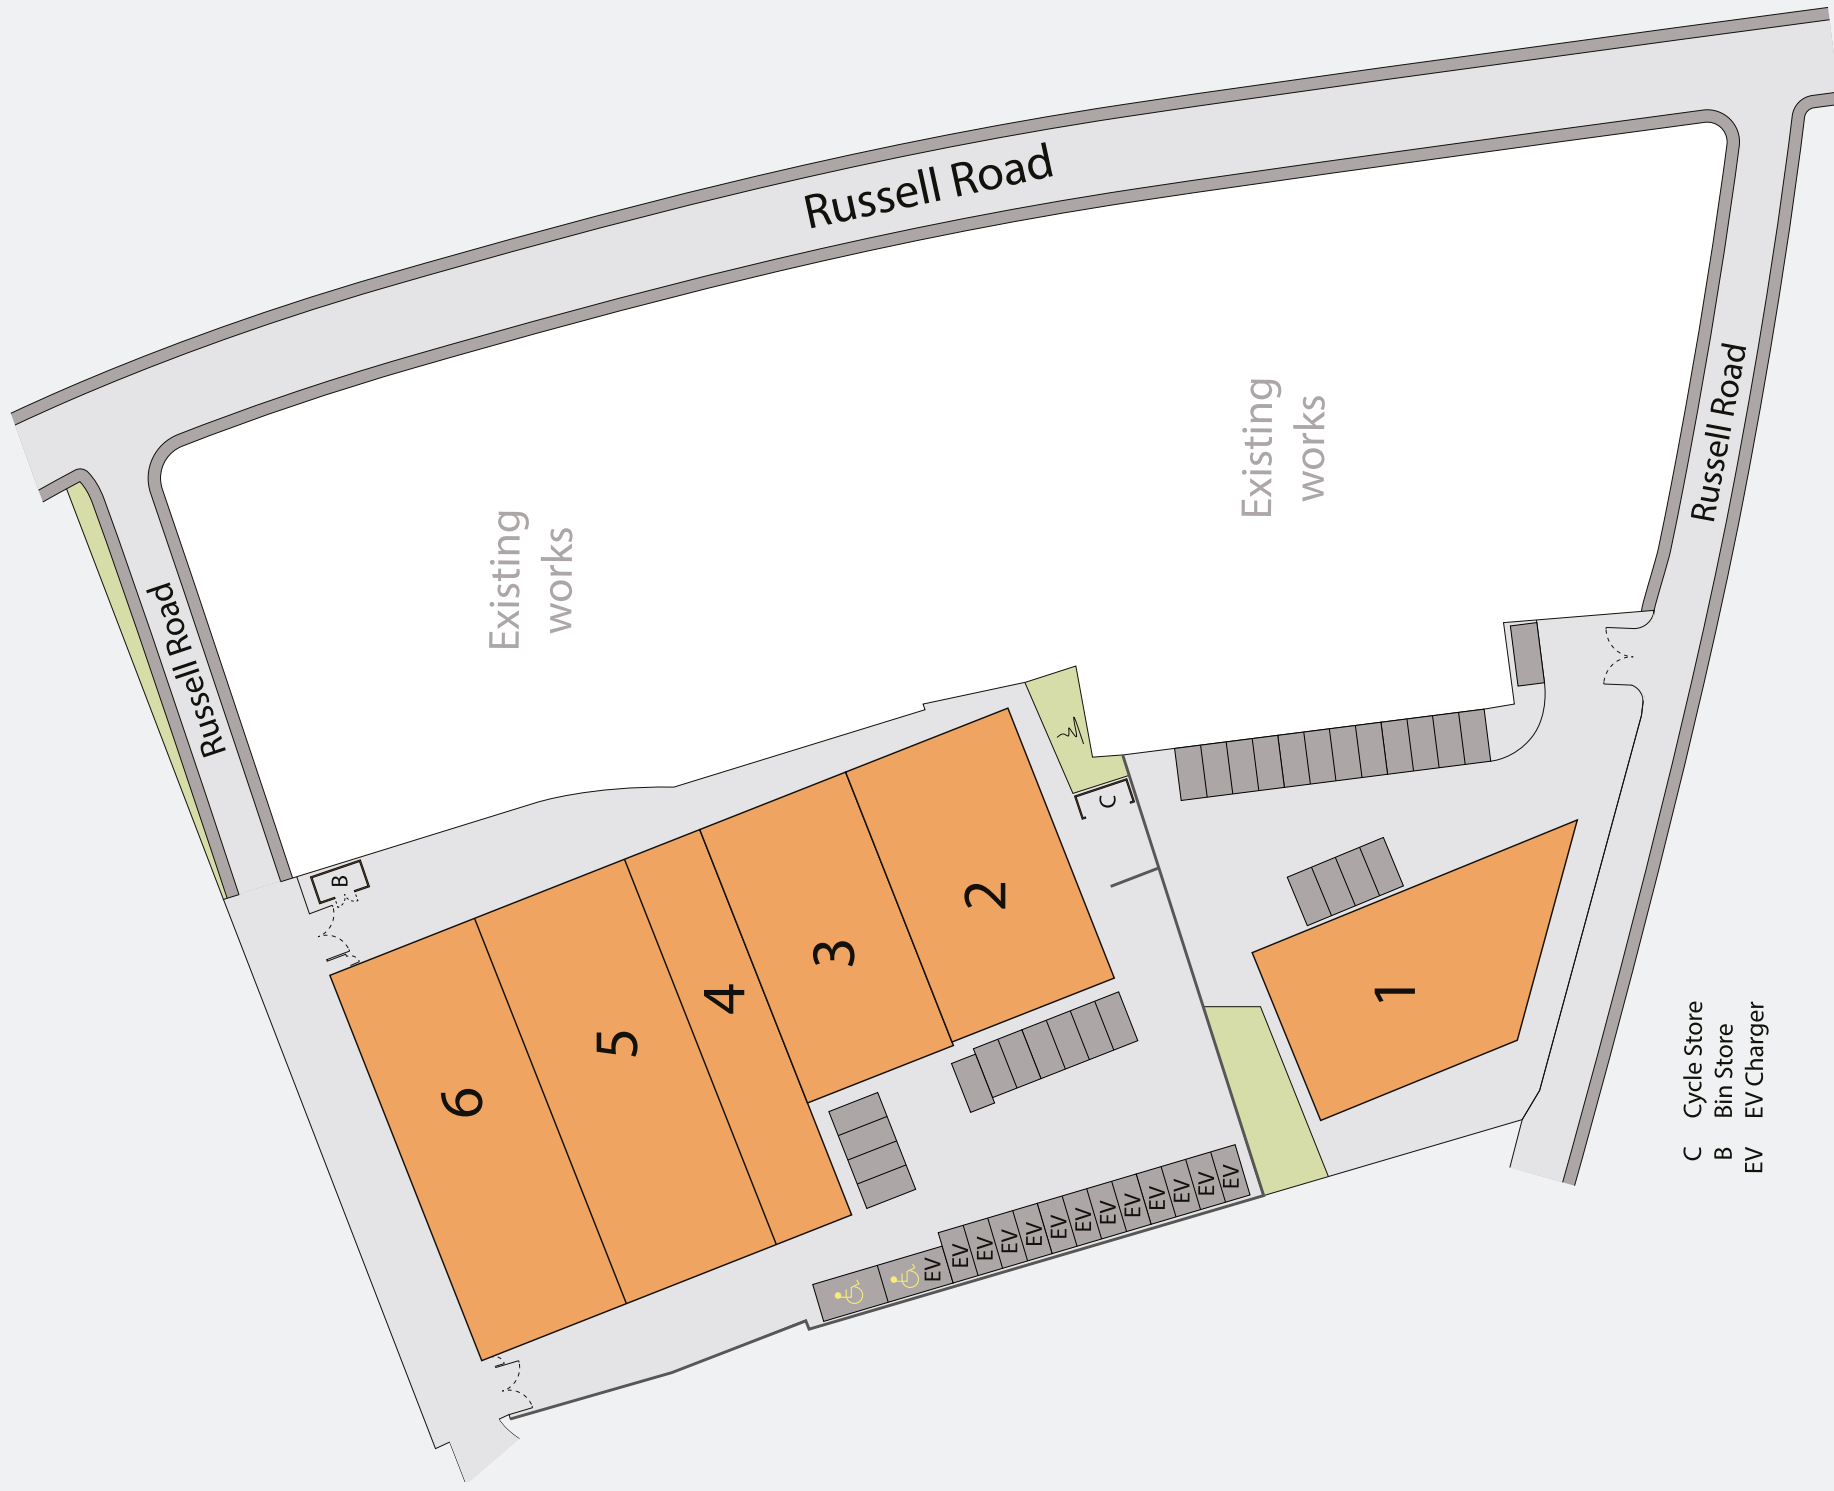 Russell Road
Russell Road
Russell Road
Existing
works
Existing
works
B
C
6
5
4
3
2
1
EV
EV
EV
EV
EV
EV
EV
EV
EV
EV
EV
EV
EV
C Cycle Store
B Bin Store
EV EV Charger